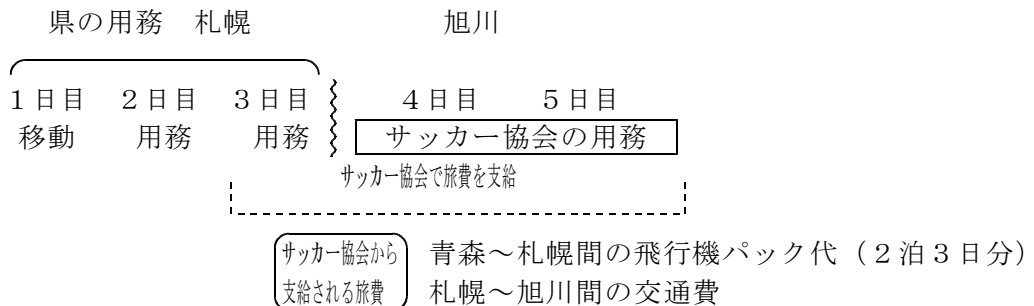 県の用務 札幌 旭川
1日目 2日目 3日目 4日目 5日目
移動 用務 用務 サッカー協会の用務
サッカー協会で旅費を支給
サッカー協会から 青森～札幌間の飛行機パック代(2泊3日分)
支給される旅費 札幌～旭川間の交通費